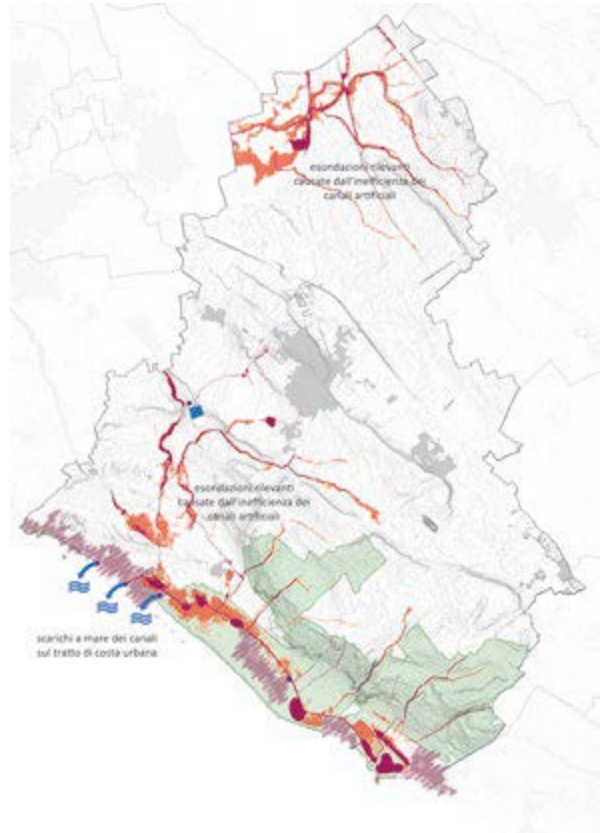 esondazioni rilevanti
causate dall'inefficienza dei
canali artificiali
esondazioni rilevanti
causate dall'inefficienza dei
canali artificiali
scarichi a mare dei canali
sul tratto di costa urbana